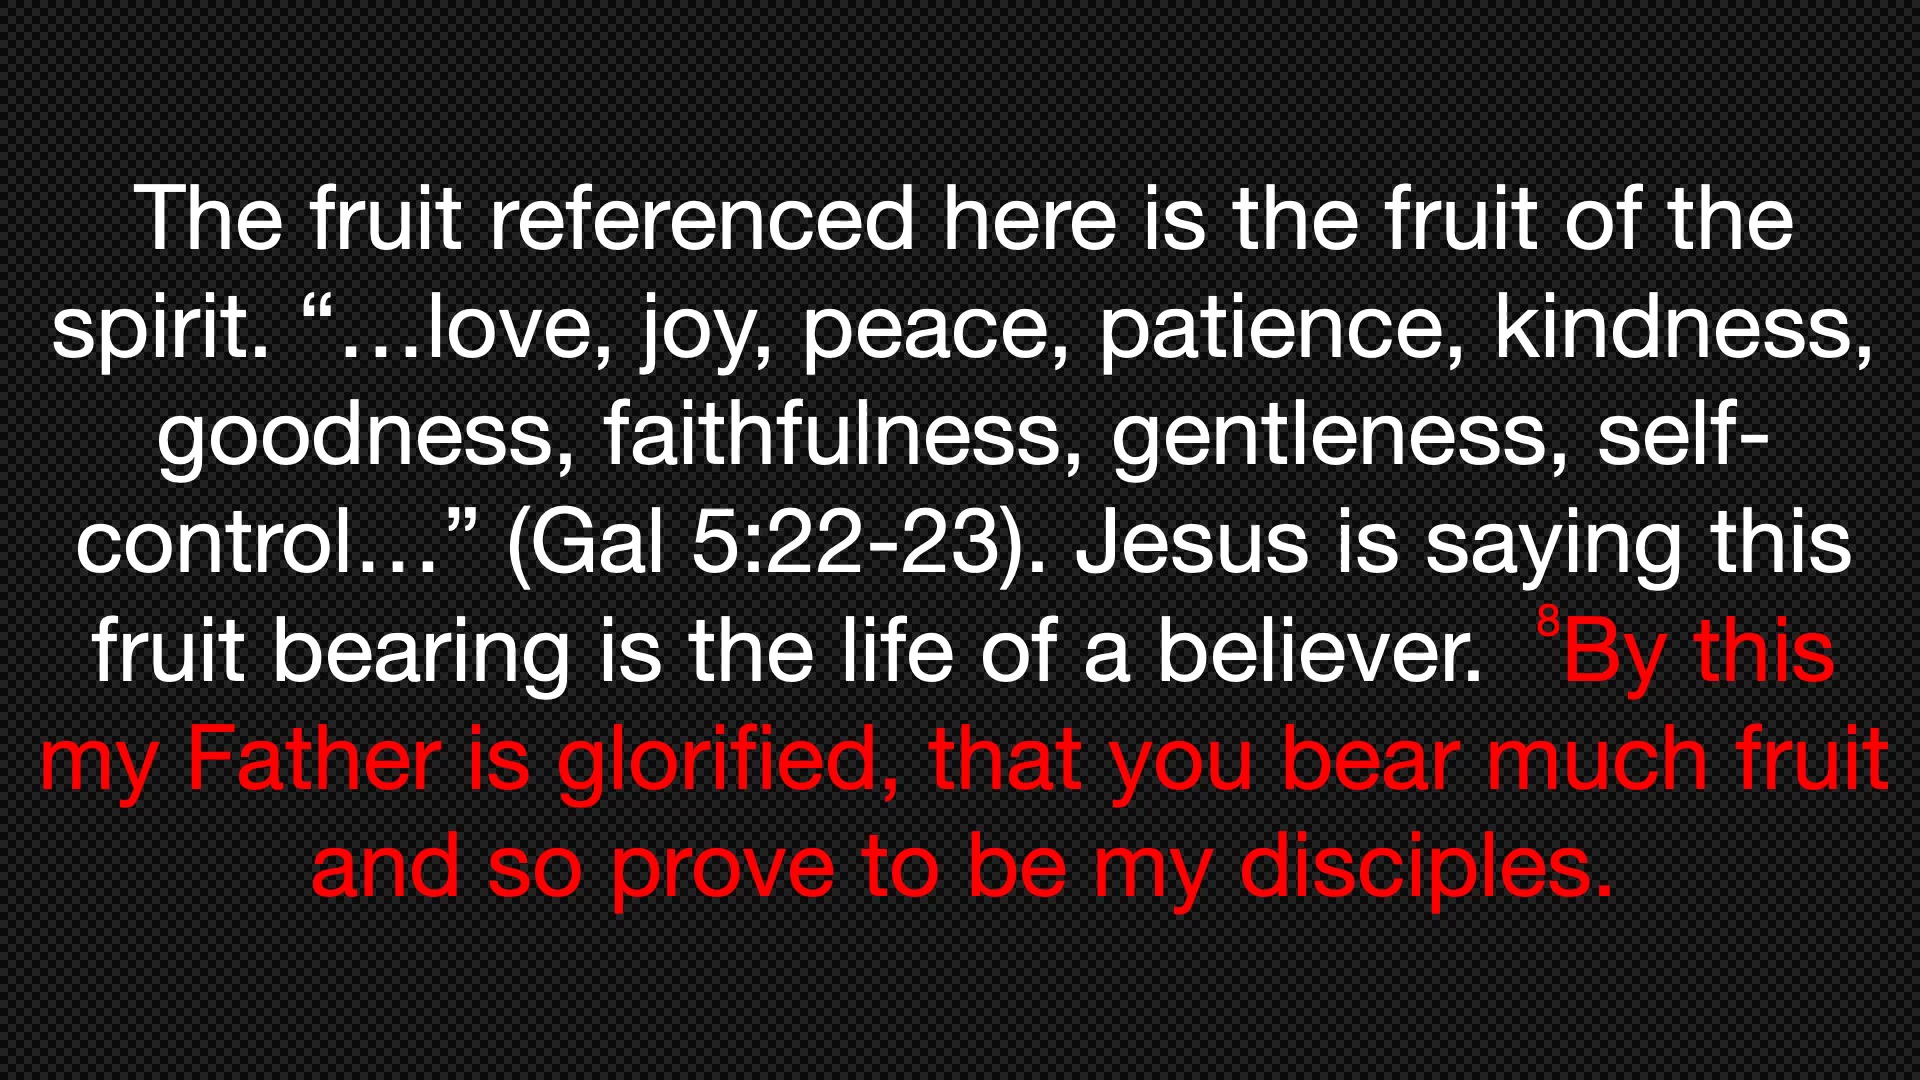 The fruit referenced here is the fruit of the
spirit. “…love, joy, peace, patience, kindness,
goodness, faithfulness, gentleness, self-
control…” (Gal 5:22-23). Jesus is saying this
fruit bearing is the life of a believer.  ⁸By this
my Father is glorified, that you bear much fruit
and so prove to be my disciples.